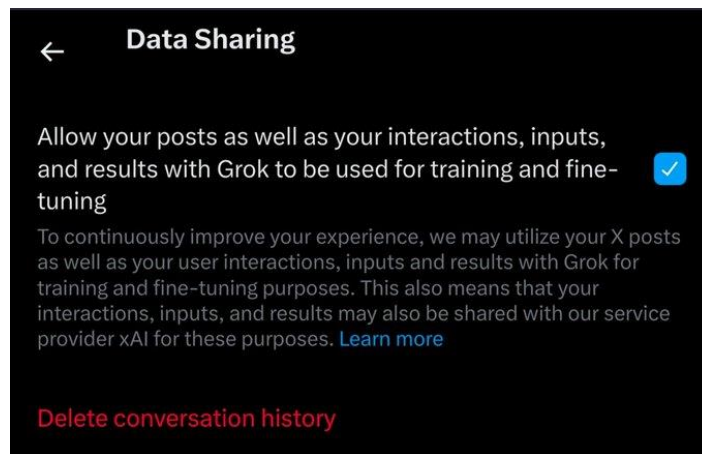 Data Sharing
Allow your posts as well as your interactions, inputs,
and results with Grok to be used for training and fine-
tuning
To continuously improve your experience, we may utilize your X posts
as well as your user interactions, inputs and results with Grok for
training and fine-tuning purposes. This also means that your
interactions, inputs, and results may also be shared with our service
provider xAI for these purposes. Learn more
Delete conversation history